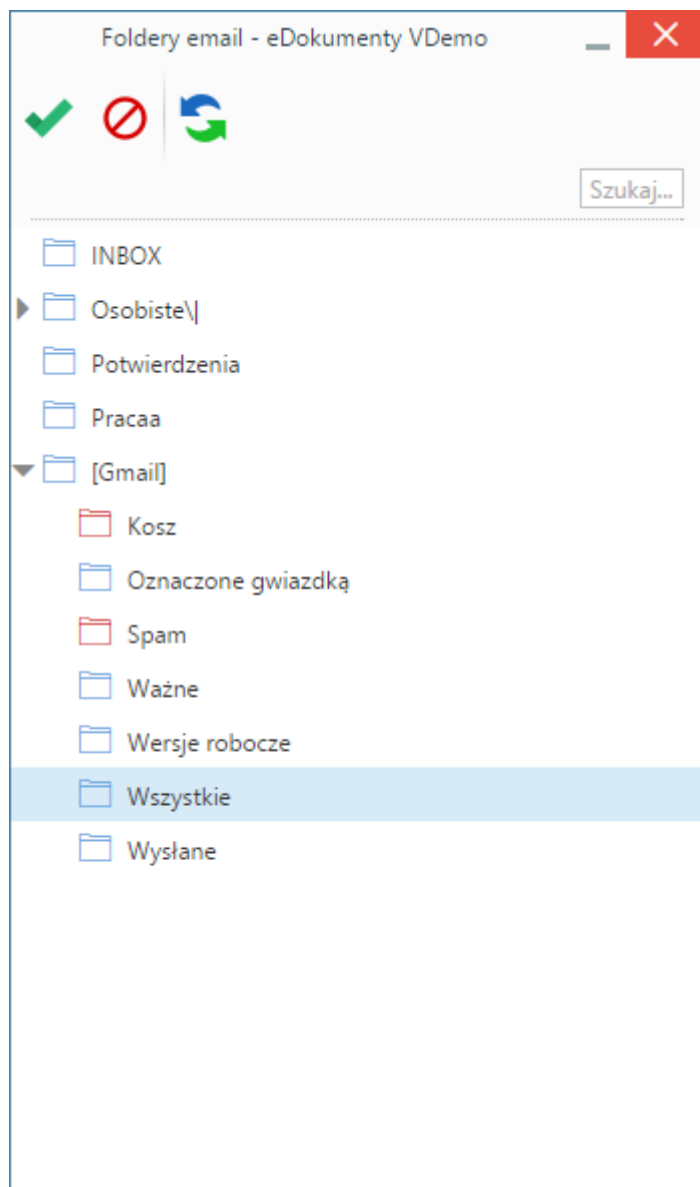 Foldery email - eDokumenty VDemo
Szukaj...
INBOX
Osobiste\|
Potwierdzenia
Pracaa
[Gmail]
Kosz
Oznaczone gwiazdką
Spam
Ważne
Wersje robocze
Wszystkie
Wysłane